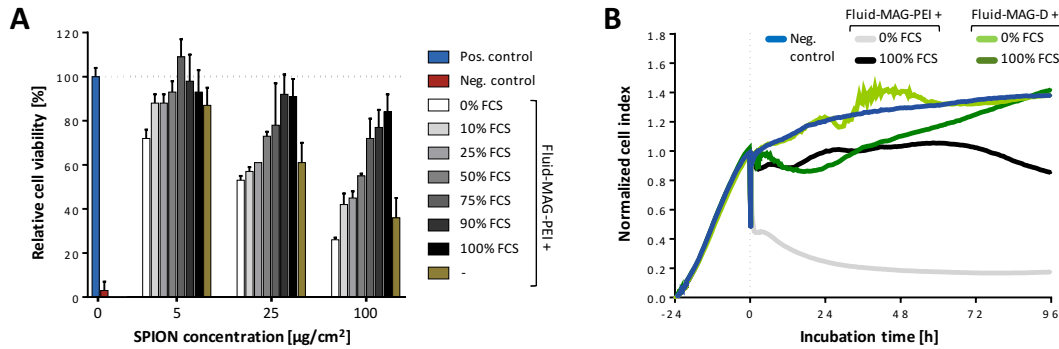 A
Relative cell viability [%]
120
100
80
60
40
20
0
0 5 25 100
SPION concentration [µg/cm²]
Pos. control
Neg. control
0% FCS
10% FCS
25% FCS
50% FCS
75% FCS
90% FCS
100% FCS
-
Fluid-MAG-PEI +
B
Fluid-MAG-PEI + Fluid-MAG-D +
Neg. control
0% FCS 0% FCS
100% FCS 100% FCS
Normalized cell index
1.8
1.6
1.4
1.2
1.0
0.8
0.6
0.4
0.2
0.0
-24 0 24 48 72 96
Incubation time [h]